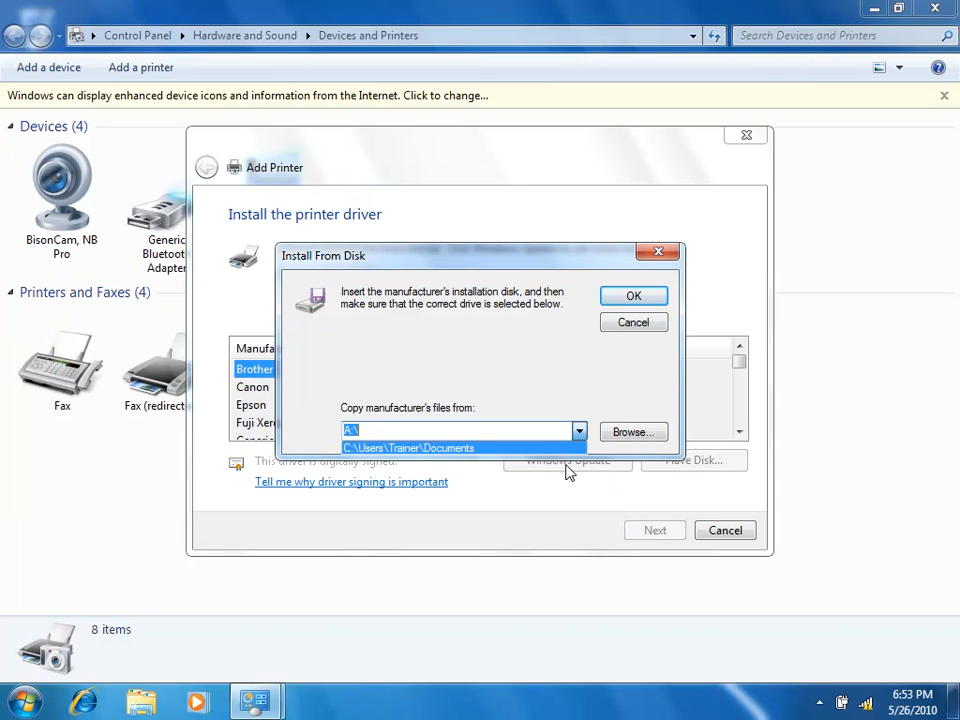 Control Panel Hardware and Sound Devices and Printers Search Devices and Printers
Add a device Add a printer
Windows can display enhanced device icons and information from the Internet. Click to change...
Devices (4)
BisonCam, NB
Pro
Generic
Bluetooth
Adapter
Printers and Faxes (4)
Fax
Fax (redirect
Add Printer
Install the printer driver
Install From Disk
Insert the manufacturer's installation disk, and then
make sure that the correct drive is selected below.
OK
Cancel
Copy manufacturer's files from:
A:\
Browse...
C:\Users\Trainer\Documents
Manufa
Brother
Canon
Epson
Fuji Xero
This driver is digitally signed.
Windows Update
Have Disk...
Tell me why driver signing is important
Next Cancel
8 items
6:53 PM
5/26/2010